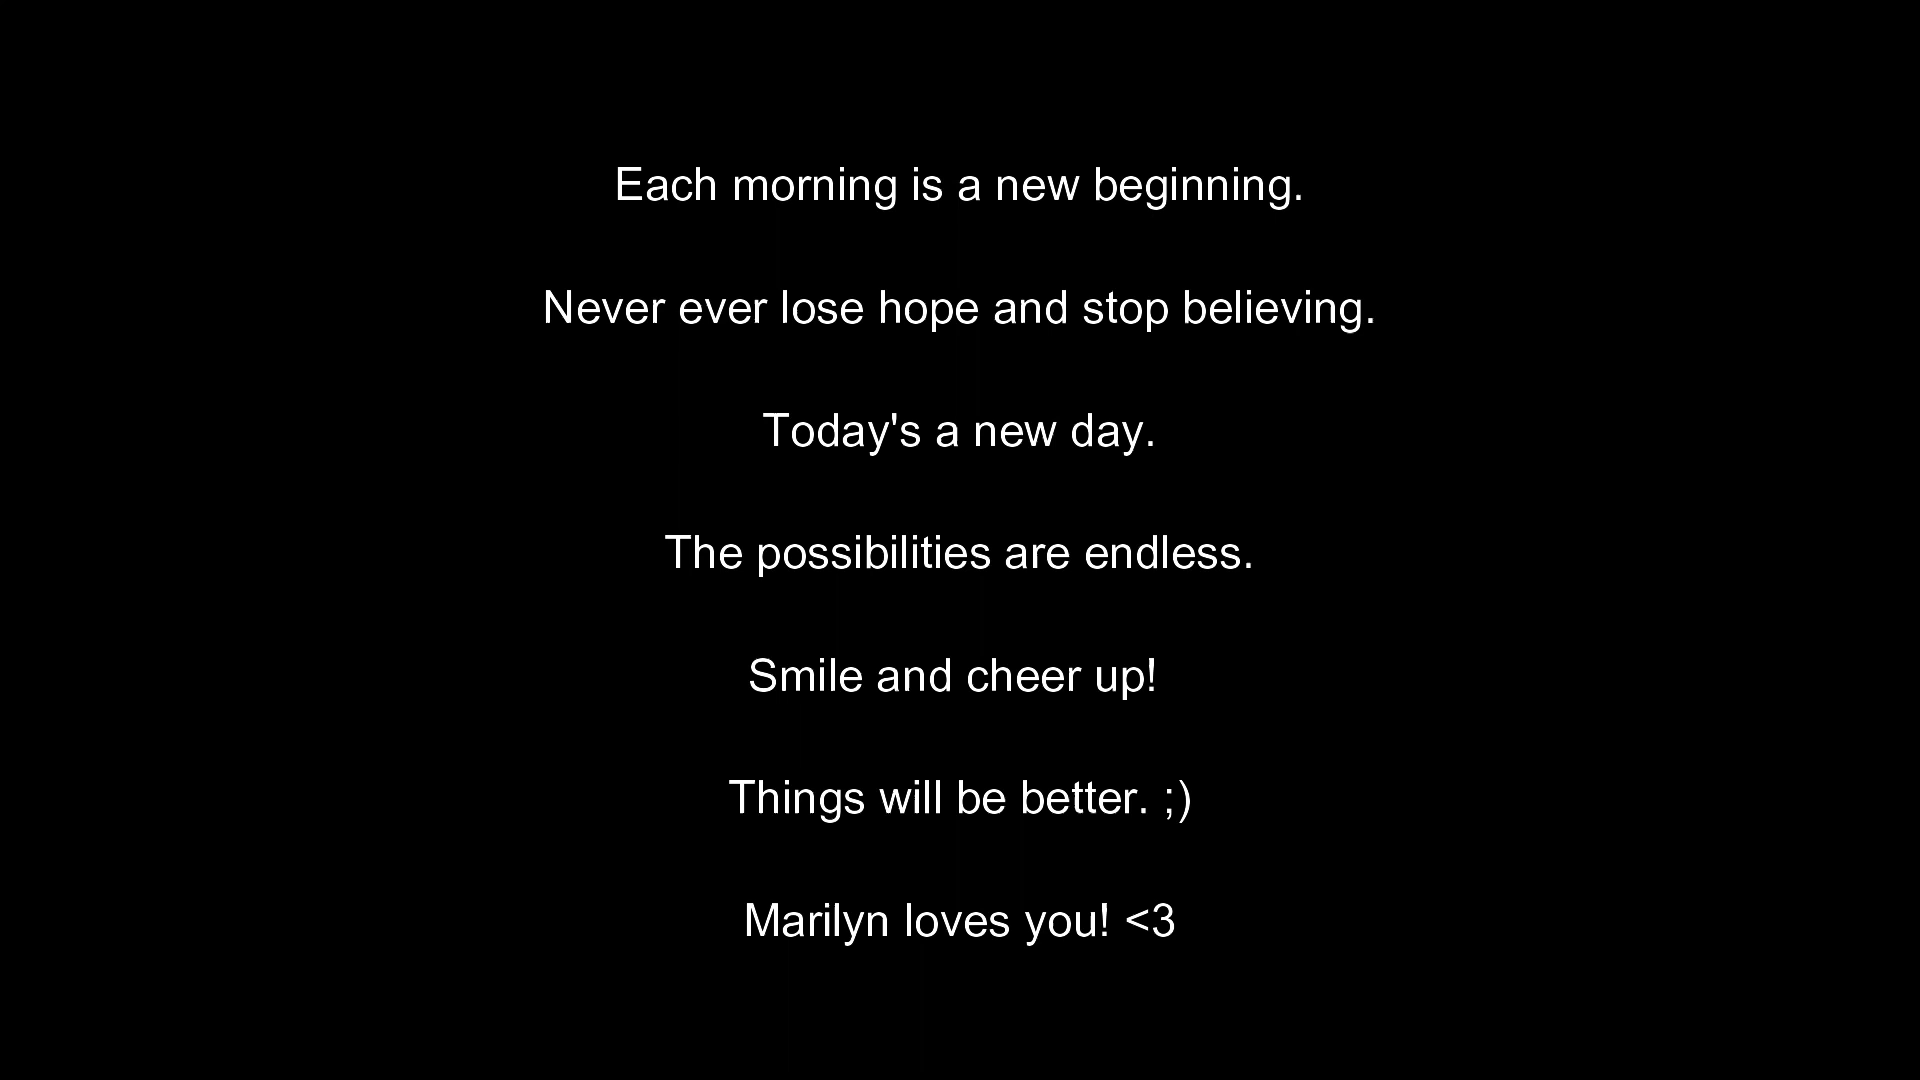 Each morning is a new beginning.
Never ever lose hope and stop believing.
Today's a new day.
The possibilities are endless.
Smile and cheer up!
Things will be better. ;)
Marilyn loves you! <3